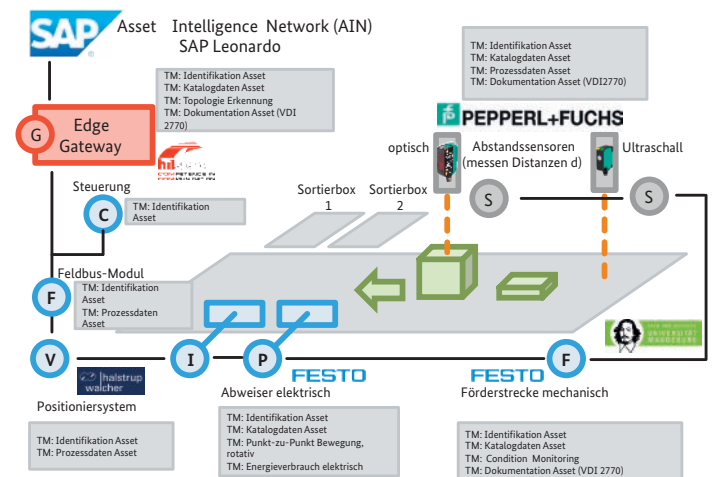 SAP
Asset Intelligence Network (AIN)
SAP Leonardo
TM: Identifikation Asset
TM: Katalogdaten Asset
TM: Topologie Erkennung
TM: Dokumentation Asset (VDI
2770)
TM: Identifikation Asset
TM: Katalogdaten Asset
TM: Prozessdaten Asset
TM: Dokumentation Asset (VDI2770)
PEPPERL+FUCHS
G
Edge
Gateway
optisch
Abstandssensoren
(messen Distanzen d)
Ultraschall
S
S
Steuerung
C
TM: Identifikation
Asset
Sortierbox
1
Sortierbox
2
Feldbus-Modul
F
TM: Identifikation
Asset
TM: Prozessdaten
Asset
V
I
P
F
halstrup
walcher
FESTO
FESTO
Positioniersystem
Abweiser elektrisch
Förderstrecke mechanisch
TM: Identifikation Asset
TM: Prozessdaten Asset
TM: Identifikation Asset
TM: Katalogdaten Asset
TM: Punkt-zu-Punkt Bewegung,
rotativ
TM: Energieverbrauch elektrisch
TM: Identifikation Asset
TM: Katalogdaten Asset
TM: Condition Monitoring
TM: Dokumentation Asset (VDI 2770)